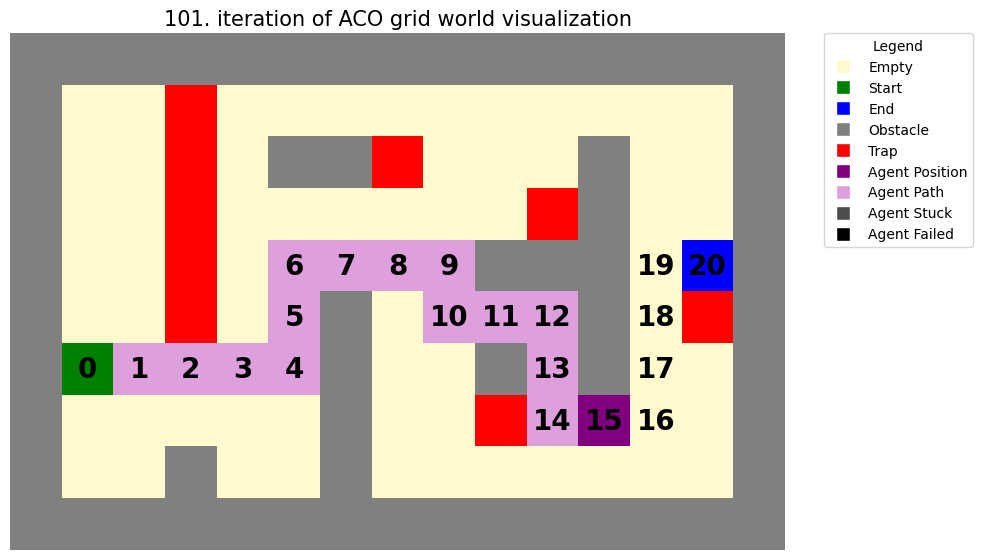 101. iteration of ACO grid world visualization
Legend
Empty
Start
End
Obstacle
Trap
Agent Position
Agent Path
Agent Stuck
Agent Failed
6 7 8 9 19 20
5 10 11 12 18
0 1 2 3 4 13 17
14 15 16